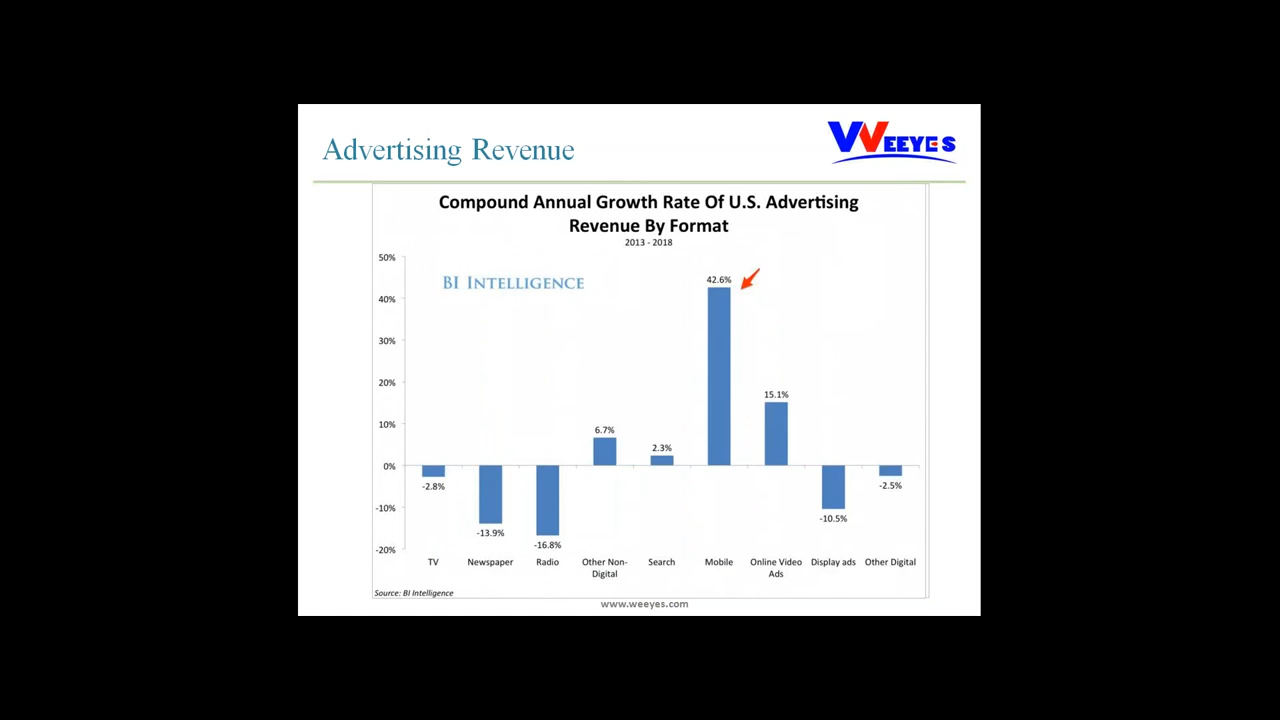 Advertising Revenue
WEEYES
Compound Annual Growth Rate Of U.S. Advertising
Revenue By Format
2013 - 2018
BI INTELLIGENCE
50%
40%
30%
20%
10%
0%
-10%
-20%
-2.8%
-13.9%
-16.8%
6.7%
2.3%
42.6%
15.1%
-10.5%
-2.5%
TV
Newspaper
Radio
Other Non-
Digital
Search
Mobile
Online Video
Ads
Display ads
Other Digital
Source: BI Intelligence
www.weeyes.com